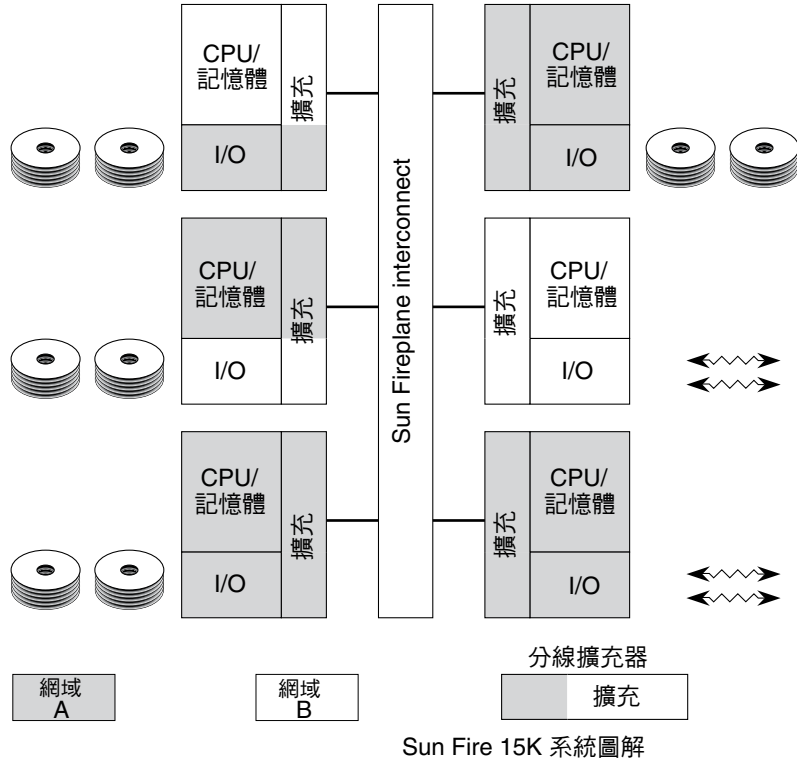 CPU/
記憶體
擴充
I/O
CPU/
記憶體
擴充
I/O
CPU/
記憶體
擴充
I/O
CPU/
記憶體
擴充
I/O
CPU/
記憶體
擴充
I/O
CPU/
記憶體
擴充
I/O
Sun Fireplane interconnect
網域
A
網域
B
分線擴充器
擴充
Sun Fire 15K 系統圖解